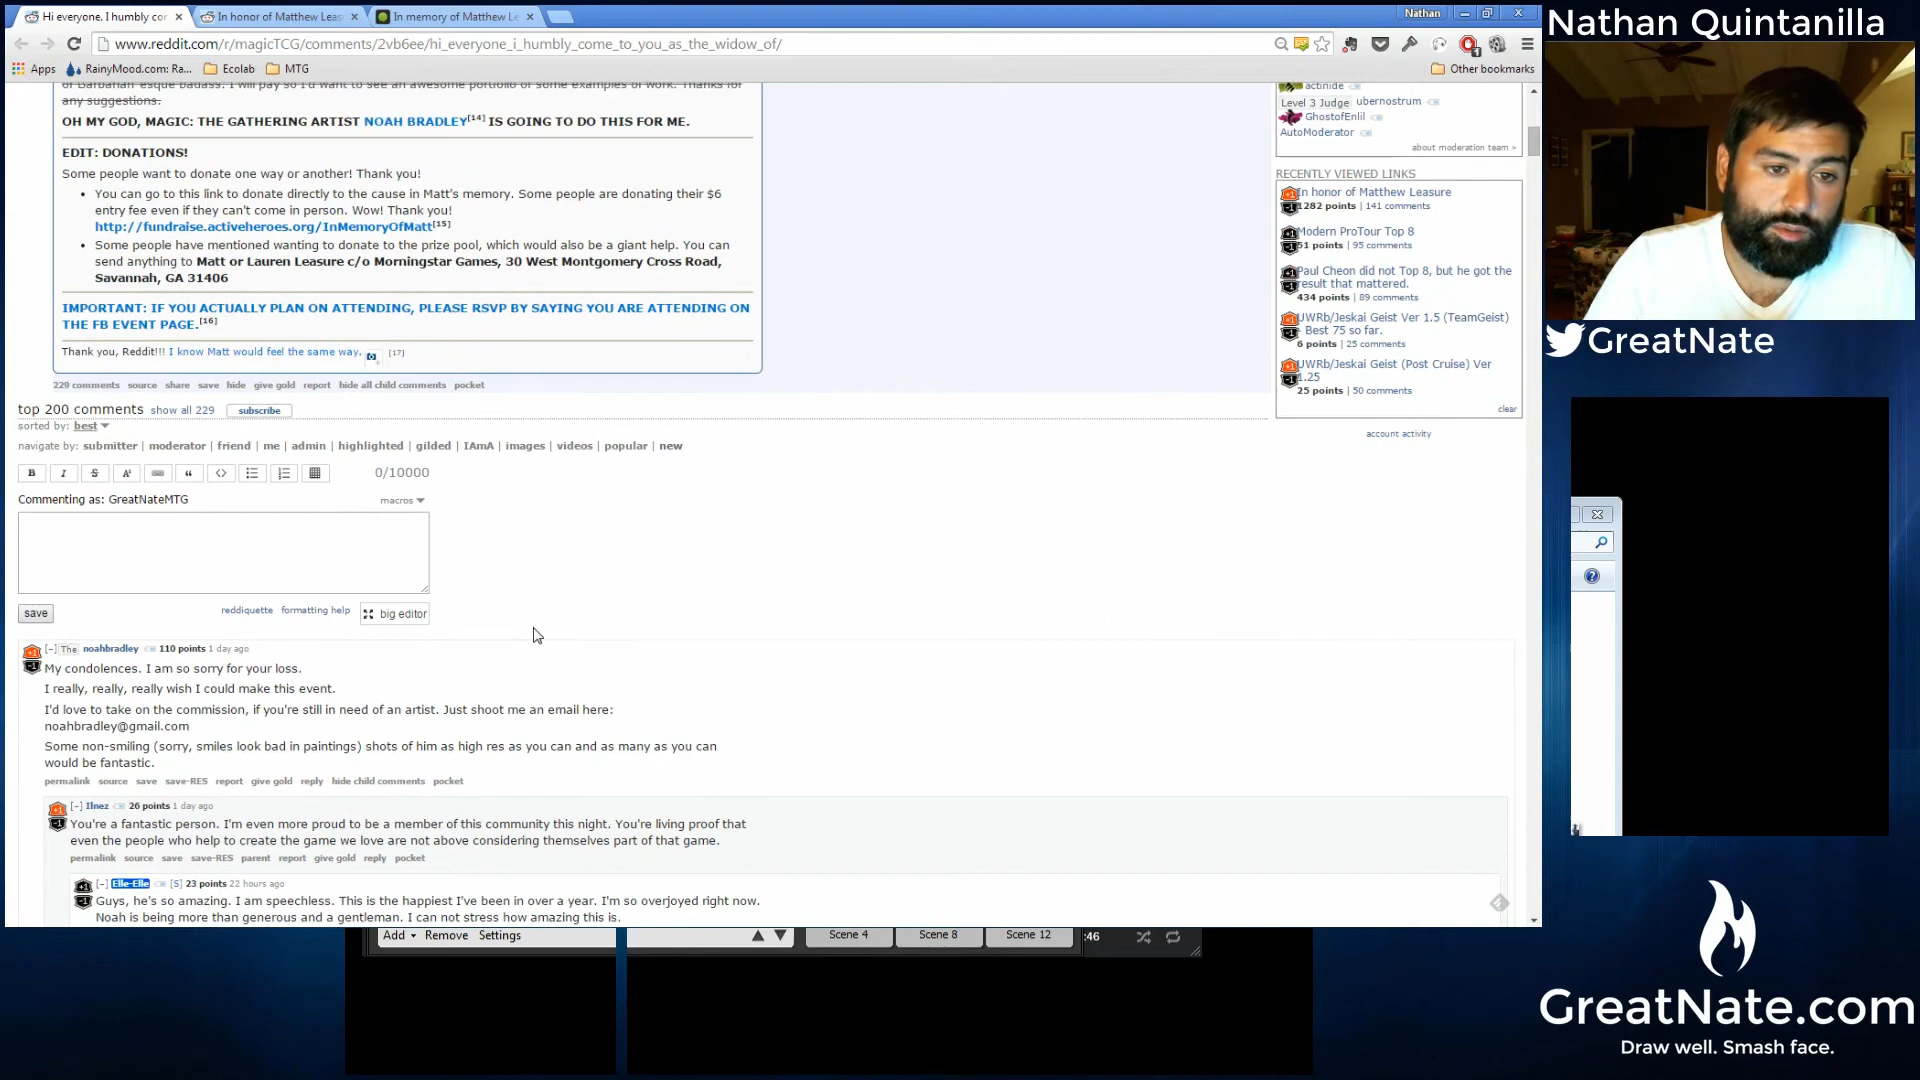 Hi everyone. I humbly cor
In honor of Matthew Leas
In memory of Matthew Le
Nathan
Nathan Quintanilla
www.reddit.com/r/magicTCG/comments/2vb6ee/hi_everyone_i_humbly_come_to_you_as_the_widow_of/
Apps
RainyMood.com: Ra...
Ecolab
MTG
Other bookmarks
of Barbarian esque badass. I will pay so I'd want to see an awesome portfolio or some examples of work. Thanks for
any suggestions.
OH MY GOD, MAGIC: THE GATHERING ARTIST NOAH BRADLEY[14] IS GOING TO DO THIS FOR ME.
EDIT: DONATIONS!
Some people want to donate one way or another! Thank you!
• You can go to this link to donate directly to the cause in Matt's memory. Some people are donating their $6
entry fee even if they can't come in person. Wow! Thank you!
http://fundraise.activeheroes.org/InMemoryOfMatt[15]
• Some people have mentioned wanting to donate to the prize pool, which would also be a giant help. You can
send anything to Matt or Lauren Leasure c/o Morningstar Games, 30 West Montgomery Cross Road,
Savannah, GA 31406
IMPORTANT: IF YOU ACTUALLY PLAN ON ATTENDING, PLEASE RSVP BY SAYING YOU ARE ATTENDING ON
THE FB EVENT PAGE.[16]
Thank you, Reddit!!! I know Matt would feel the same way. [17]
229 comments source share save hide give gold report hide all child comments pocket
actinide
Level 3 Judge ubernostrum
GhostofEnlil
AutoModerator
about moderation team »
RECENTLY VIEWED LINKS
In honor of Matthew Leasure
1282 points | 141 comments
Modern ProTour Top 8
51 points | 95 comments
Paul Cheon did not Top 8, but he got the
result that mattered.
434 points | 89 comments
UWRb/Jeskai Geist Ver 1.5 (TeamGeist)
- Best 75 so far.
6 points | 25 comments
UWRb/Jeskai Geist (Post Cruise) Ver
1.25
25 points | 50 comments
clear
account activity
top 200 comments show all 229 subscribe
sorted by: best
navigate by: submitter | moderator | friend | me | admin | highlighted | gilded | IAmA | images | videos | popular | new
B I S A 0/10000
Commenting as: GreatNateMTG
macros
save
reddiquette formatting help
big editor
[–] The noahbradley 110 points 1 day ago
My condolences. I am so sorry for your loss.
I really, really, really wish I could make this event.
I'd love to take on the commission, if you're still in need of an artist. Just shoot me an email here:
noahbradley@gmail.com
Some non-smiling (sorry, smiles look bad in paintings) shots of him as high res as you can and as many as you can
would be fantastic.
permalink source save save-RES report give gold reply hide child comments pocket
[–] Ilnez 26 points 1 day ago
You're a fantastic person. I'm even more proud to be a member of this community this night. You're living proof that
even the people who help to create the game we love are not above considering themselves part of that game.
permalink source save save-RES parent report give gold reply pocket
[–] Elle-Elle [S] 23 points 22 hours ago
Guys, he's so amazing. I am speechless. This is the happiest I've been in over a year. I'm so overjoyed right now.
Noah is being more than generous and a gentleman. I can not stress how amazing this is.
Add Remove Settings
Scene 4 Scene 8 Scene 12
:46
GreatNate
GreatNate.com
Draw well. Smash face.